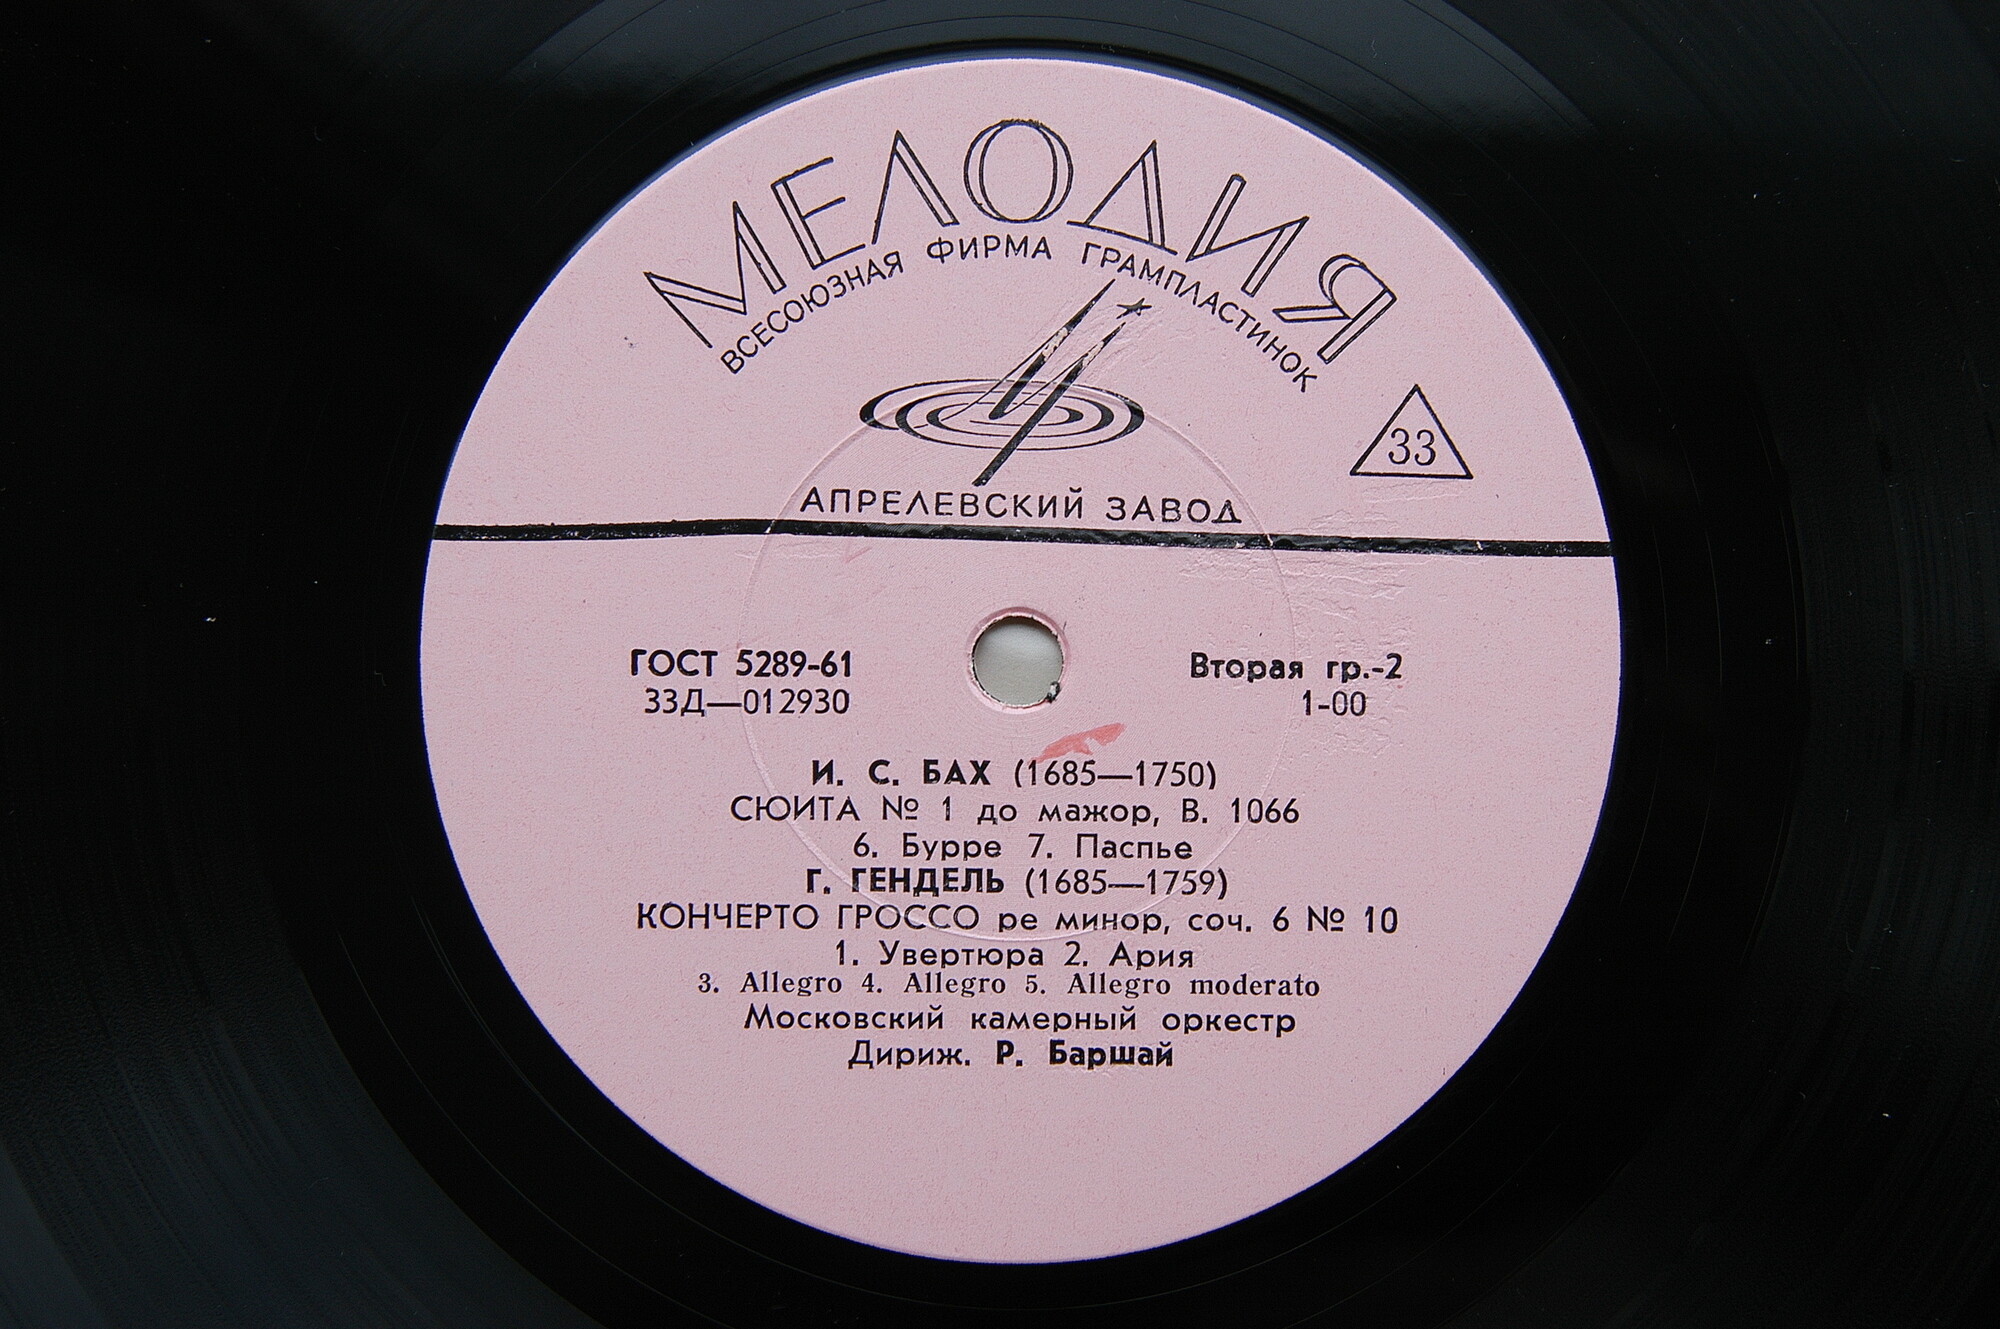 МЕЛОДИЯ
ВСЕСОЮЗНАЯ ФИРМА ГРАМПЛАСТИНОК
33
АПРЕЛЕВСКИЙ ЗАВОД
ГОСТ 5289-61
33Д—012930
Вторая гр.-2
1-00
И. С. БАХ (1685—1750)
СЮИТА № 1 до мажор, В. 1066
6. Бурре 7. Паспье
Г. ГЕНДЕЛЬ (1685—1759)
КОНЧЕРТО ГРОССО ре минор, соч. 6 № 10
1. Увертюра 2. Ария
3. Allegro 4. Allegro 5. Allegro moderato
Московский камерный оркестр
Дириж. Р. Баршай